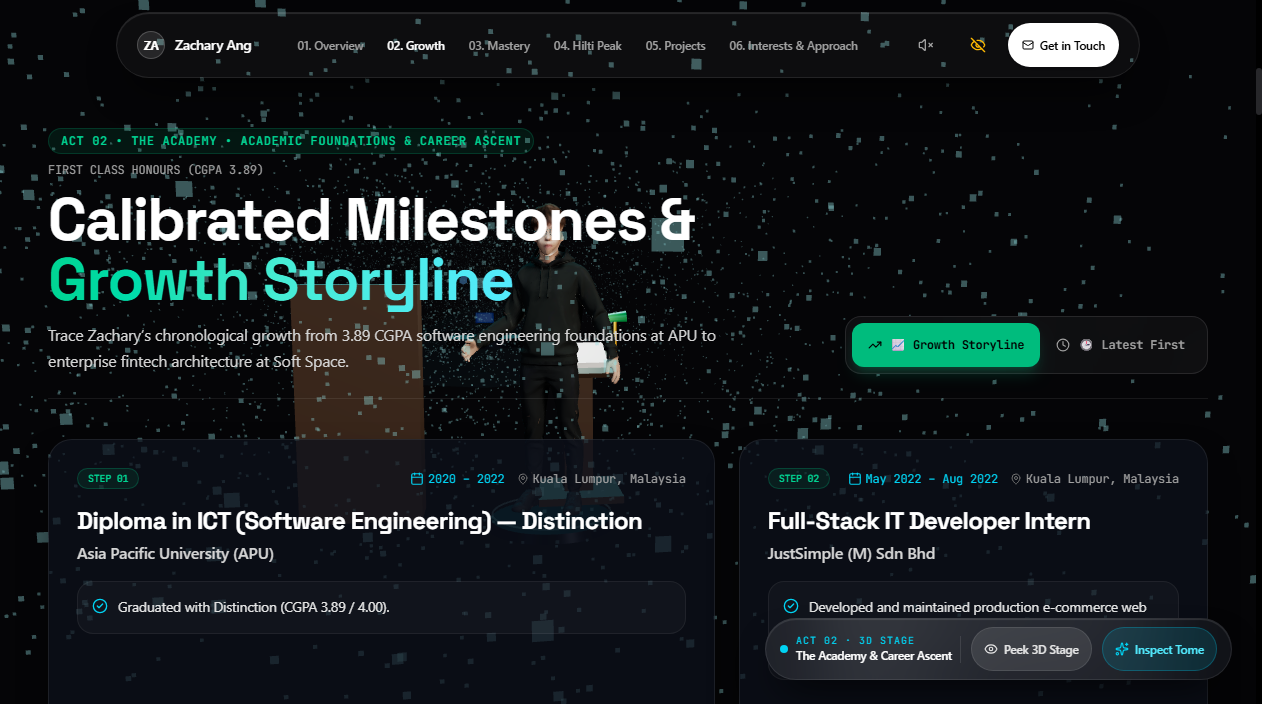 ZA Zachary Ang 01. Overview 02. Growth 03. Mastery 04. Hilti Peak 05. Projects 06. Interests & Approach Get in Touch
ACT 02 • THE ACADEMY • ACADEMIC FOUNDATIONS & CAREER ASCENT
FIRST CLASS HONOURS (CGPA 3.89)
Calibrated Milestones &
Growth Storyline
Trace Zachary's chronological growth from 3.89 CGPA software engineering foundations at APU to
enterprise fintech architecture at Soft Space.
Growth Storyline
Latest First
STEP 01 2020 – 2022 Kuala Lumpur, Malaysia
Diploma in ICT (Software Engineering) — Distinction
Asia Pacific University (APU)
Graduated with Distinction (CGPA 3.89 / 4.00).
STEP 02 May 2022 – Aug 2022 Kuala Lumpur, Malaysia
Full-Stack IT Developer Intern
JustSimple (M) Sdn Bhd
Developed and maintained production e-commerce web
ACT 02 · 3D STAGE
The Academy & Career Ascent
Peek 3D Stage
Inspect Tome